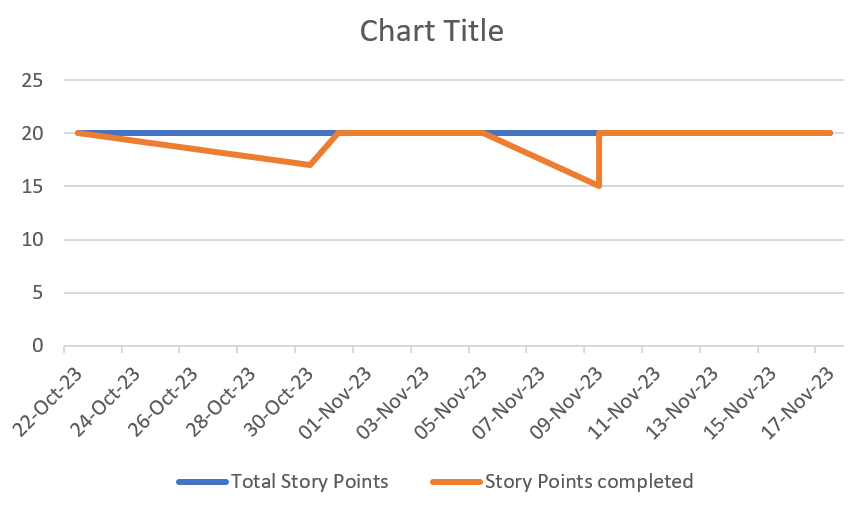 Chart Title
25
20
15
10
5
0
22-Oct-23
24-Oct-23
26-Oct-23
28-Oct-23
30-Oct-23
01-Nov-23
03-Nov-23
05-Nov-23
07-Nov-23
09-Nov-23
11-Nov-23
13-Nov-23
15-Nov-23
17-Nov-23
Total Story Points
Story Points completed